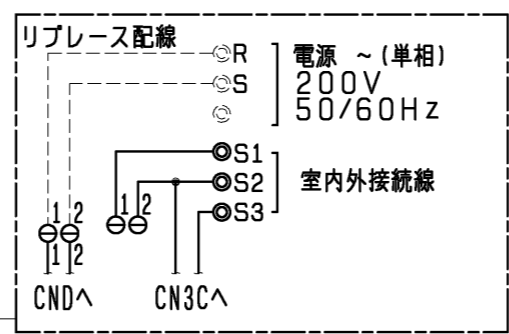 リプレース配線
R
電源 ~(単相)
S
200V
50/60Hz
S1
S2
室内外接続線
S3
1 2
1 2
1 2
CNDへ
CN3Cへ